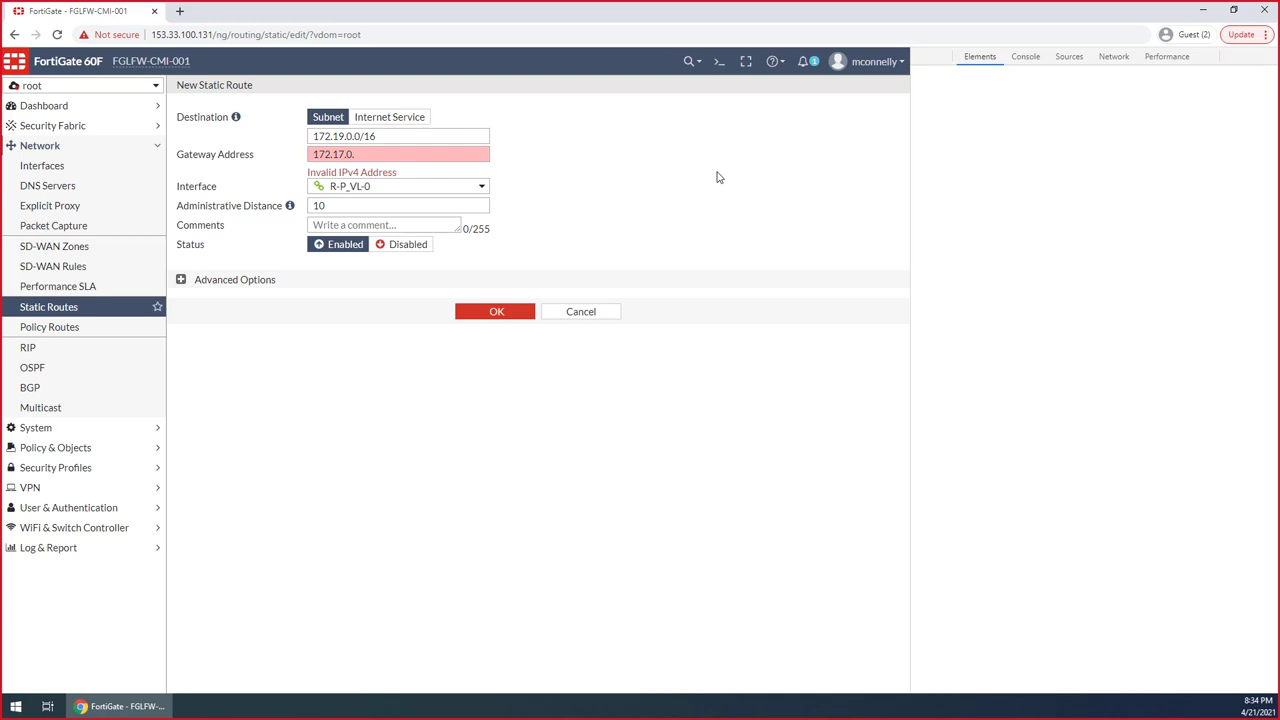 FortiGate - FGLFW-CMI-001
Not secure 153.33.100.131/ng/routing/static/edit/?vdom=root
Guest (2)
Update
FortiGate 60F FGLFW-CMI-001
1
mconnelly
Elements Console Sources Network Performance
root
Dashboard
Security Fabric
Network
Interfaces
DNS Servers
Explicit Proxy
Packet Capture
SD-WAN Zones
SD-WAN Rules
Performance SLA
Static Routes
Policy Routes
RIP
OSPF
BGP
Multicast
System
Policy & Objects
Security Profiles
VPN
User & Authentication
WiFi & Switch Controller
Log & Report
New Static Route
Destination Subnet Internet Service
172.19.0.0/16
Gateway Address 172.17.0.
Invalid IPv4 Address
Interface R-P_VL-0
Administrative Distance 10
Comments Write a comment... 0/255
Status Enabled Disabled
Advanced Options
OK Cancel
FortiGate - FGLFW-...
8:34 PM
4/21/2021